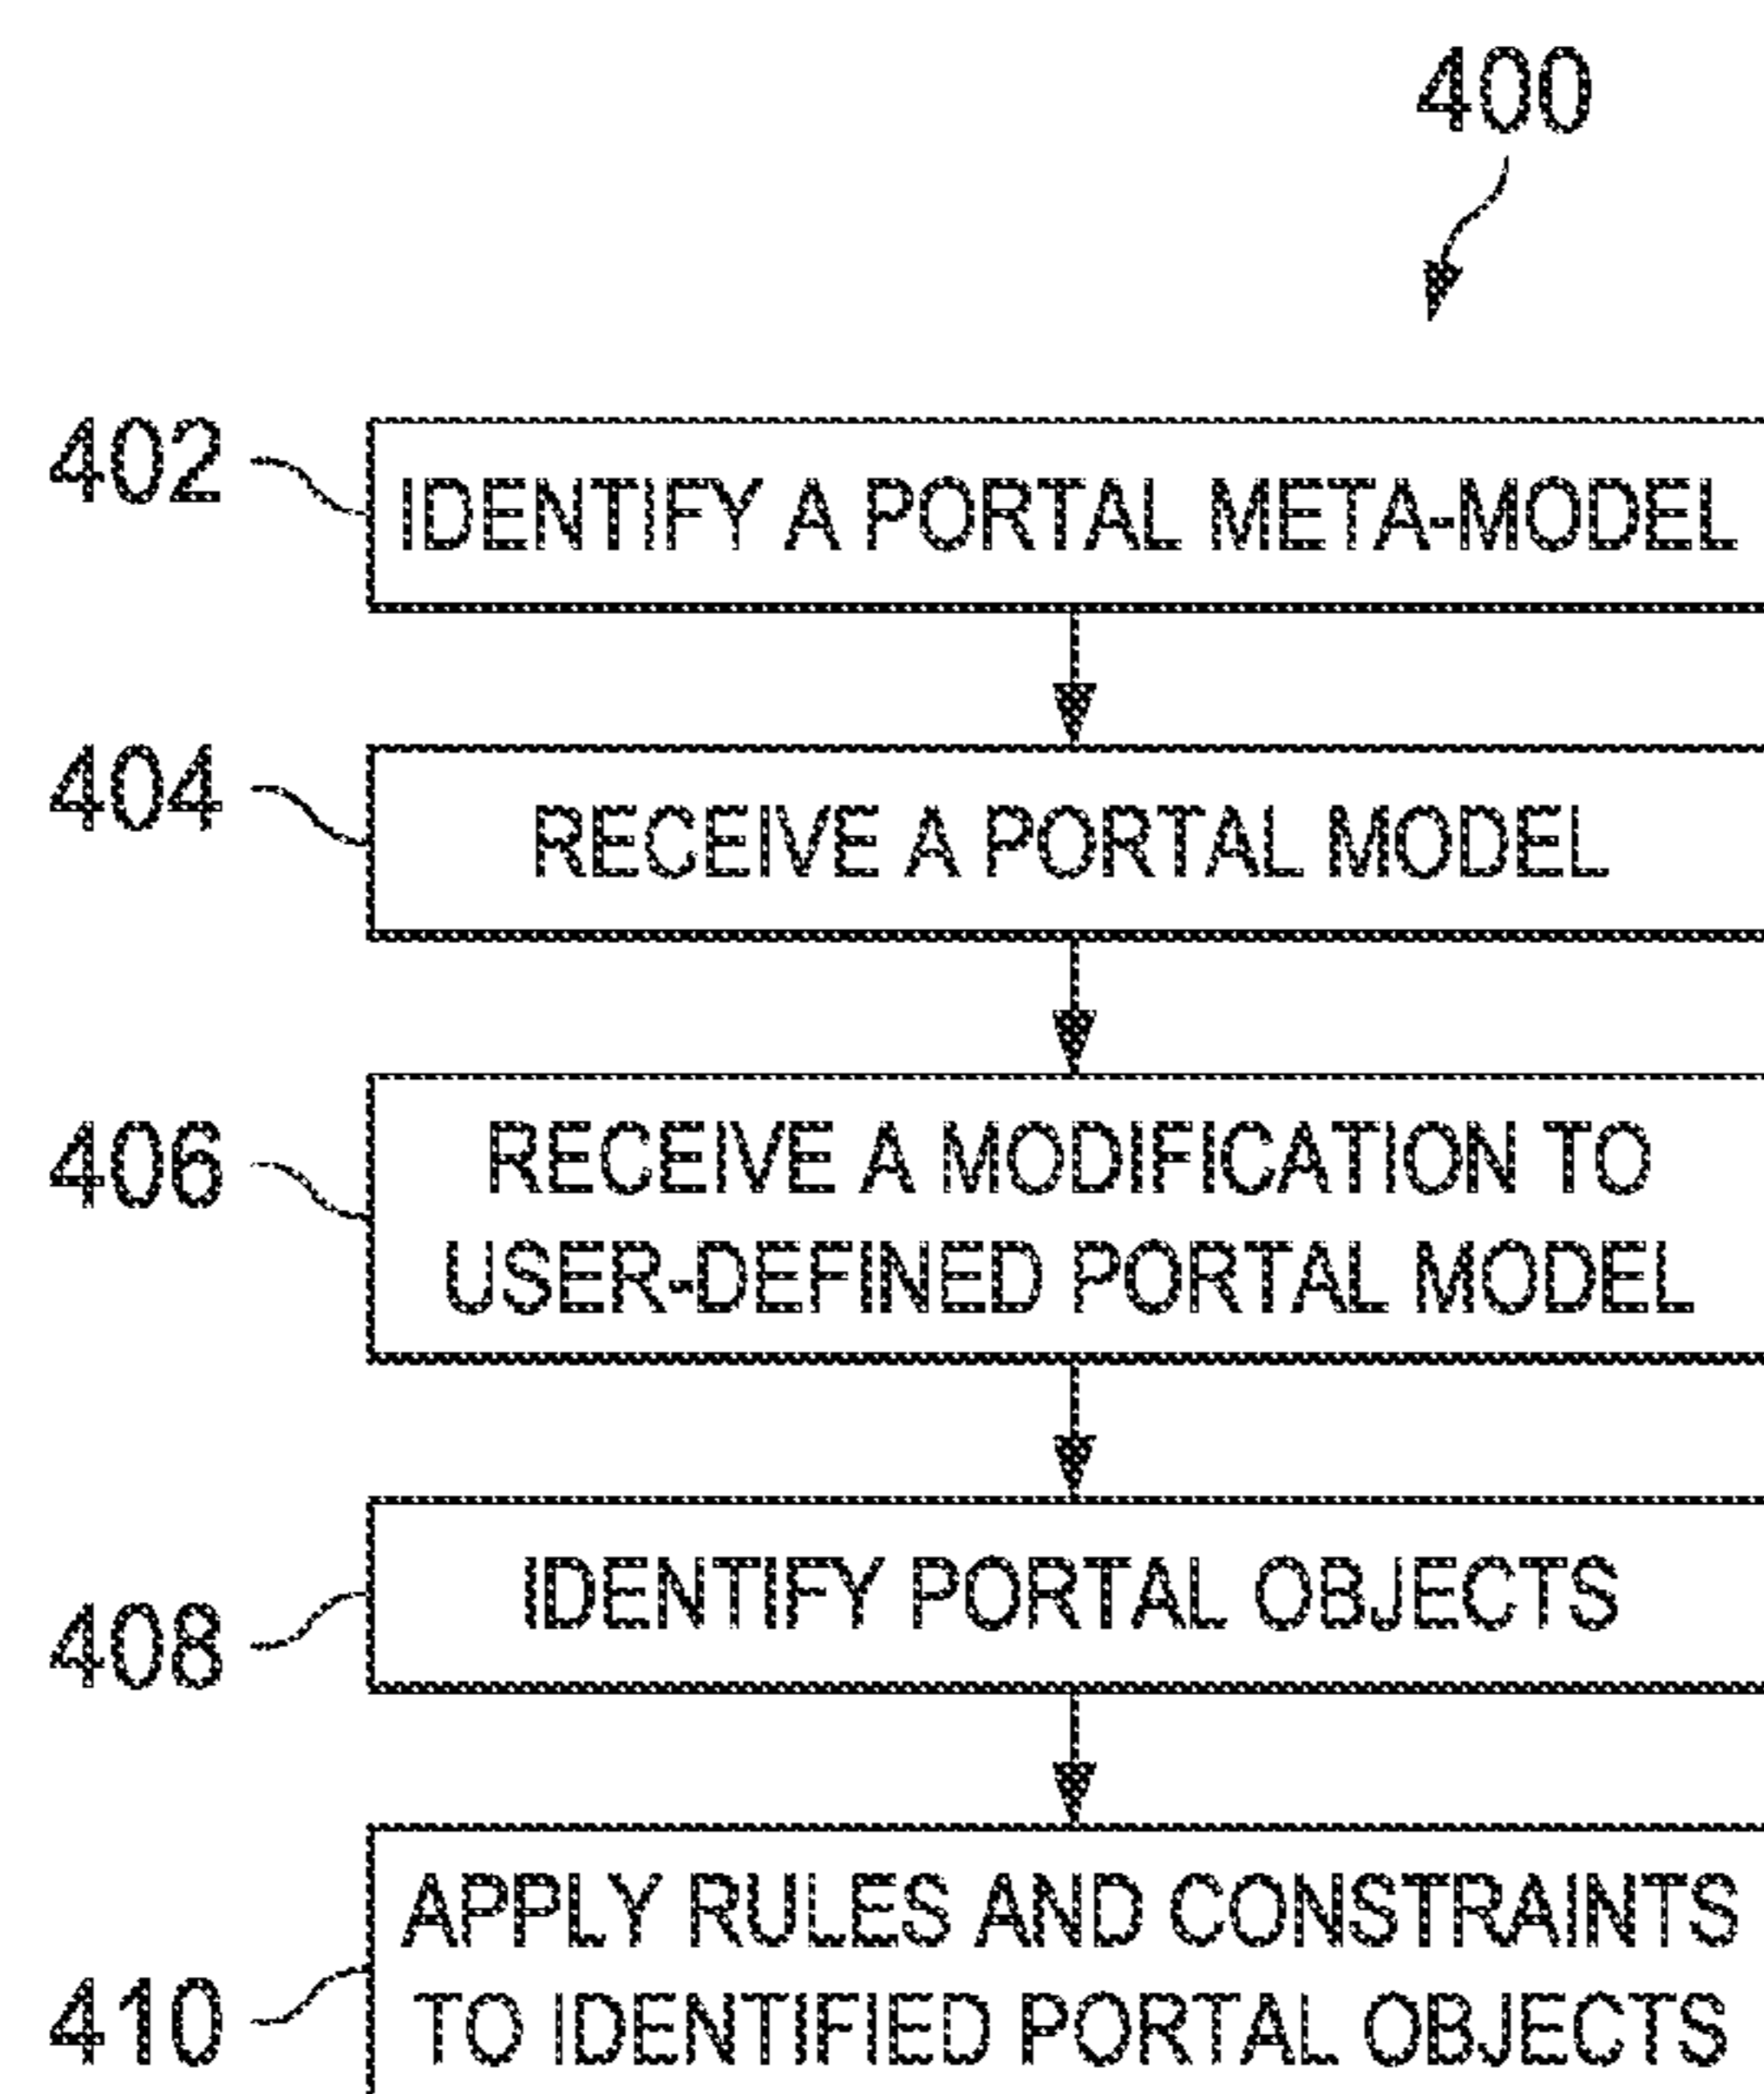 400
402
IDENTIFY A PORTAL META-MODEL
404
RECEIVE A PORTAL MODEL
406
RECEIVE A MODIFICATION TO
USER-DEFINED PORTAL MODEL
408
IDENTIFY PORTAL OBJECTS
410
APPLY RULES AND CONSTRAINTS
TO IDENTIFIED PORTAL OBJECTS